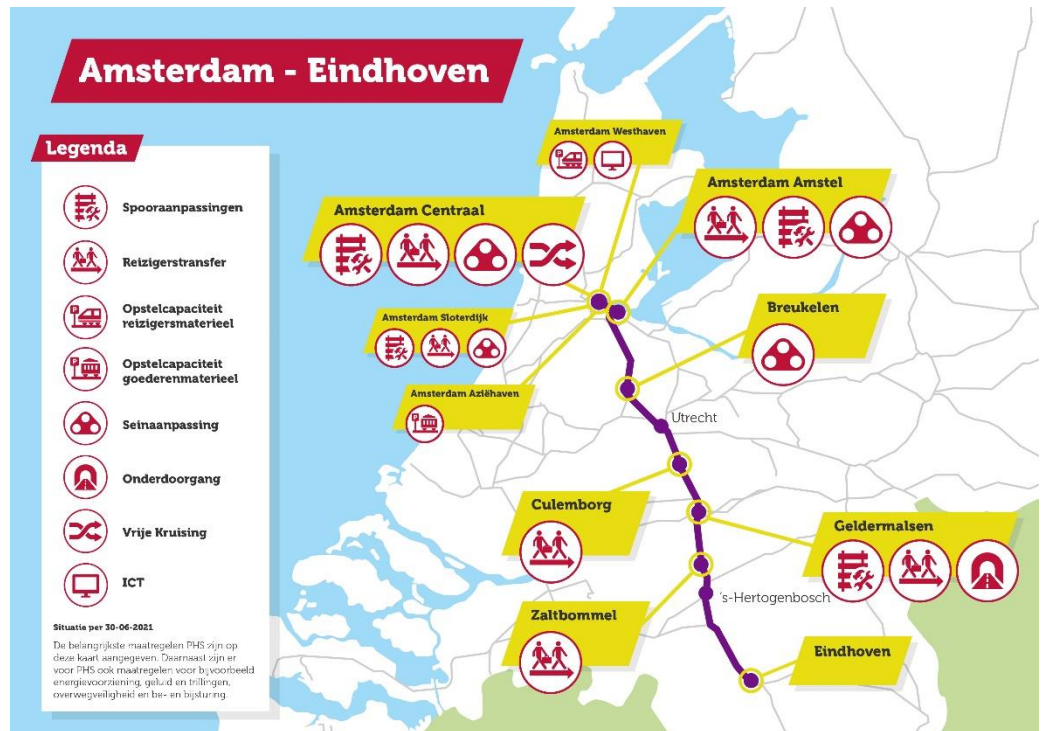 Amsterdam - Eindhoven
Legenda
Spooraanpassingen
Reizigerstransfer
Opstelcapaciteit
reizigersmaterieel
Opstelcapaciteit
goederenmaterieel
Seinaanpassing
Onderdoorgang
Vrije Kruising
ICT
Situatie per 30-06-2021
De belangrijkste maatregelen PHS zijn op
deze kaart aangegeven. Daarnaast zijn er
voor PHS ook maatregelen voor bijvoorbeeld
energievoorziening, geluid en trillingen,
overwegveiligheid en be- en bijsturing.
Amsterdam Westhaven
P
Amsterdam Centraal
Amsterdam Amstel
Amsterdam Sloterdijk
Breukelen
Amsterdam Aziëhaven
P
Utrecht
Culemborg
Geldermalsen
Zaltbommel
's-Hertogenbosch
Eindhoven